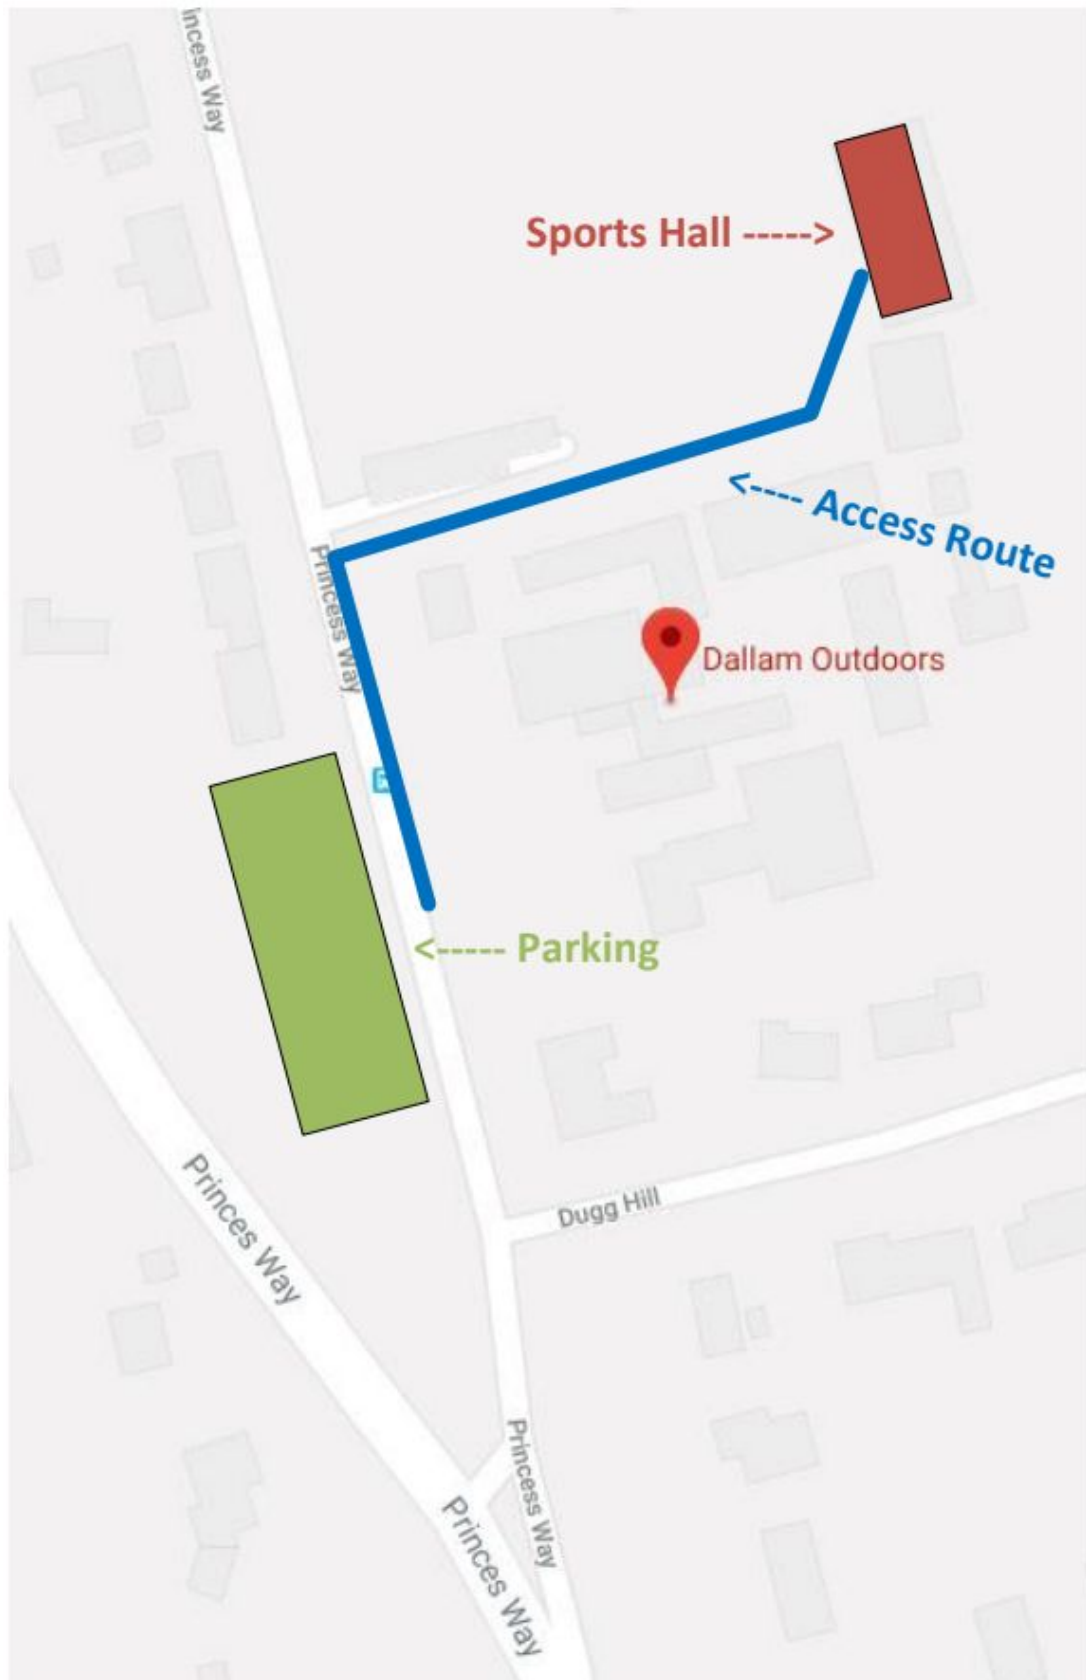 incess Way
Sports Hall ----->
<---- Access Route
Princess Way
Dallam Outdoors
<----- Parking
Dugg Hill
Princes Way
Princess Way
Princes Way